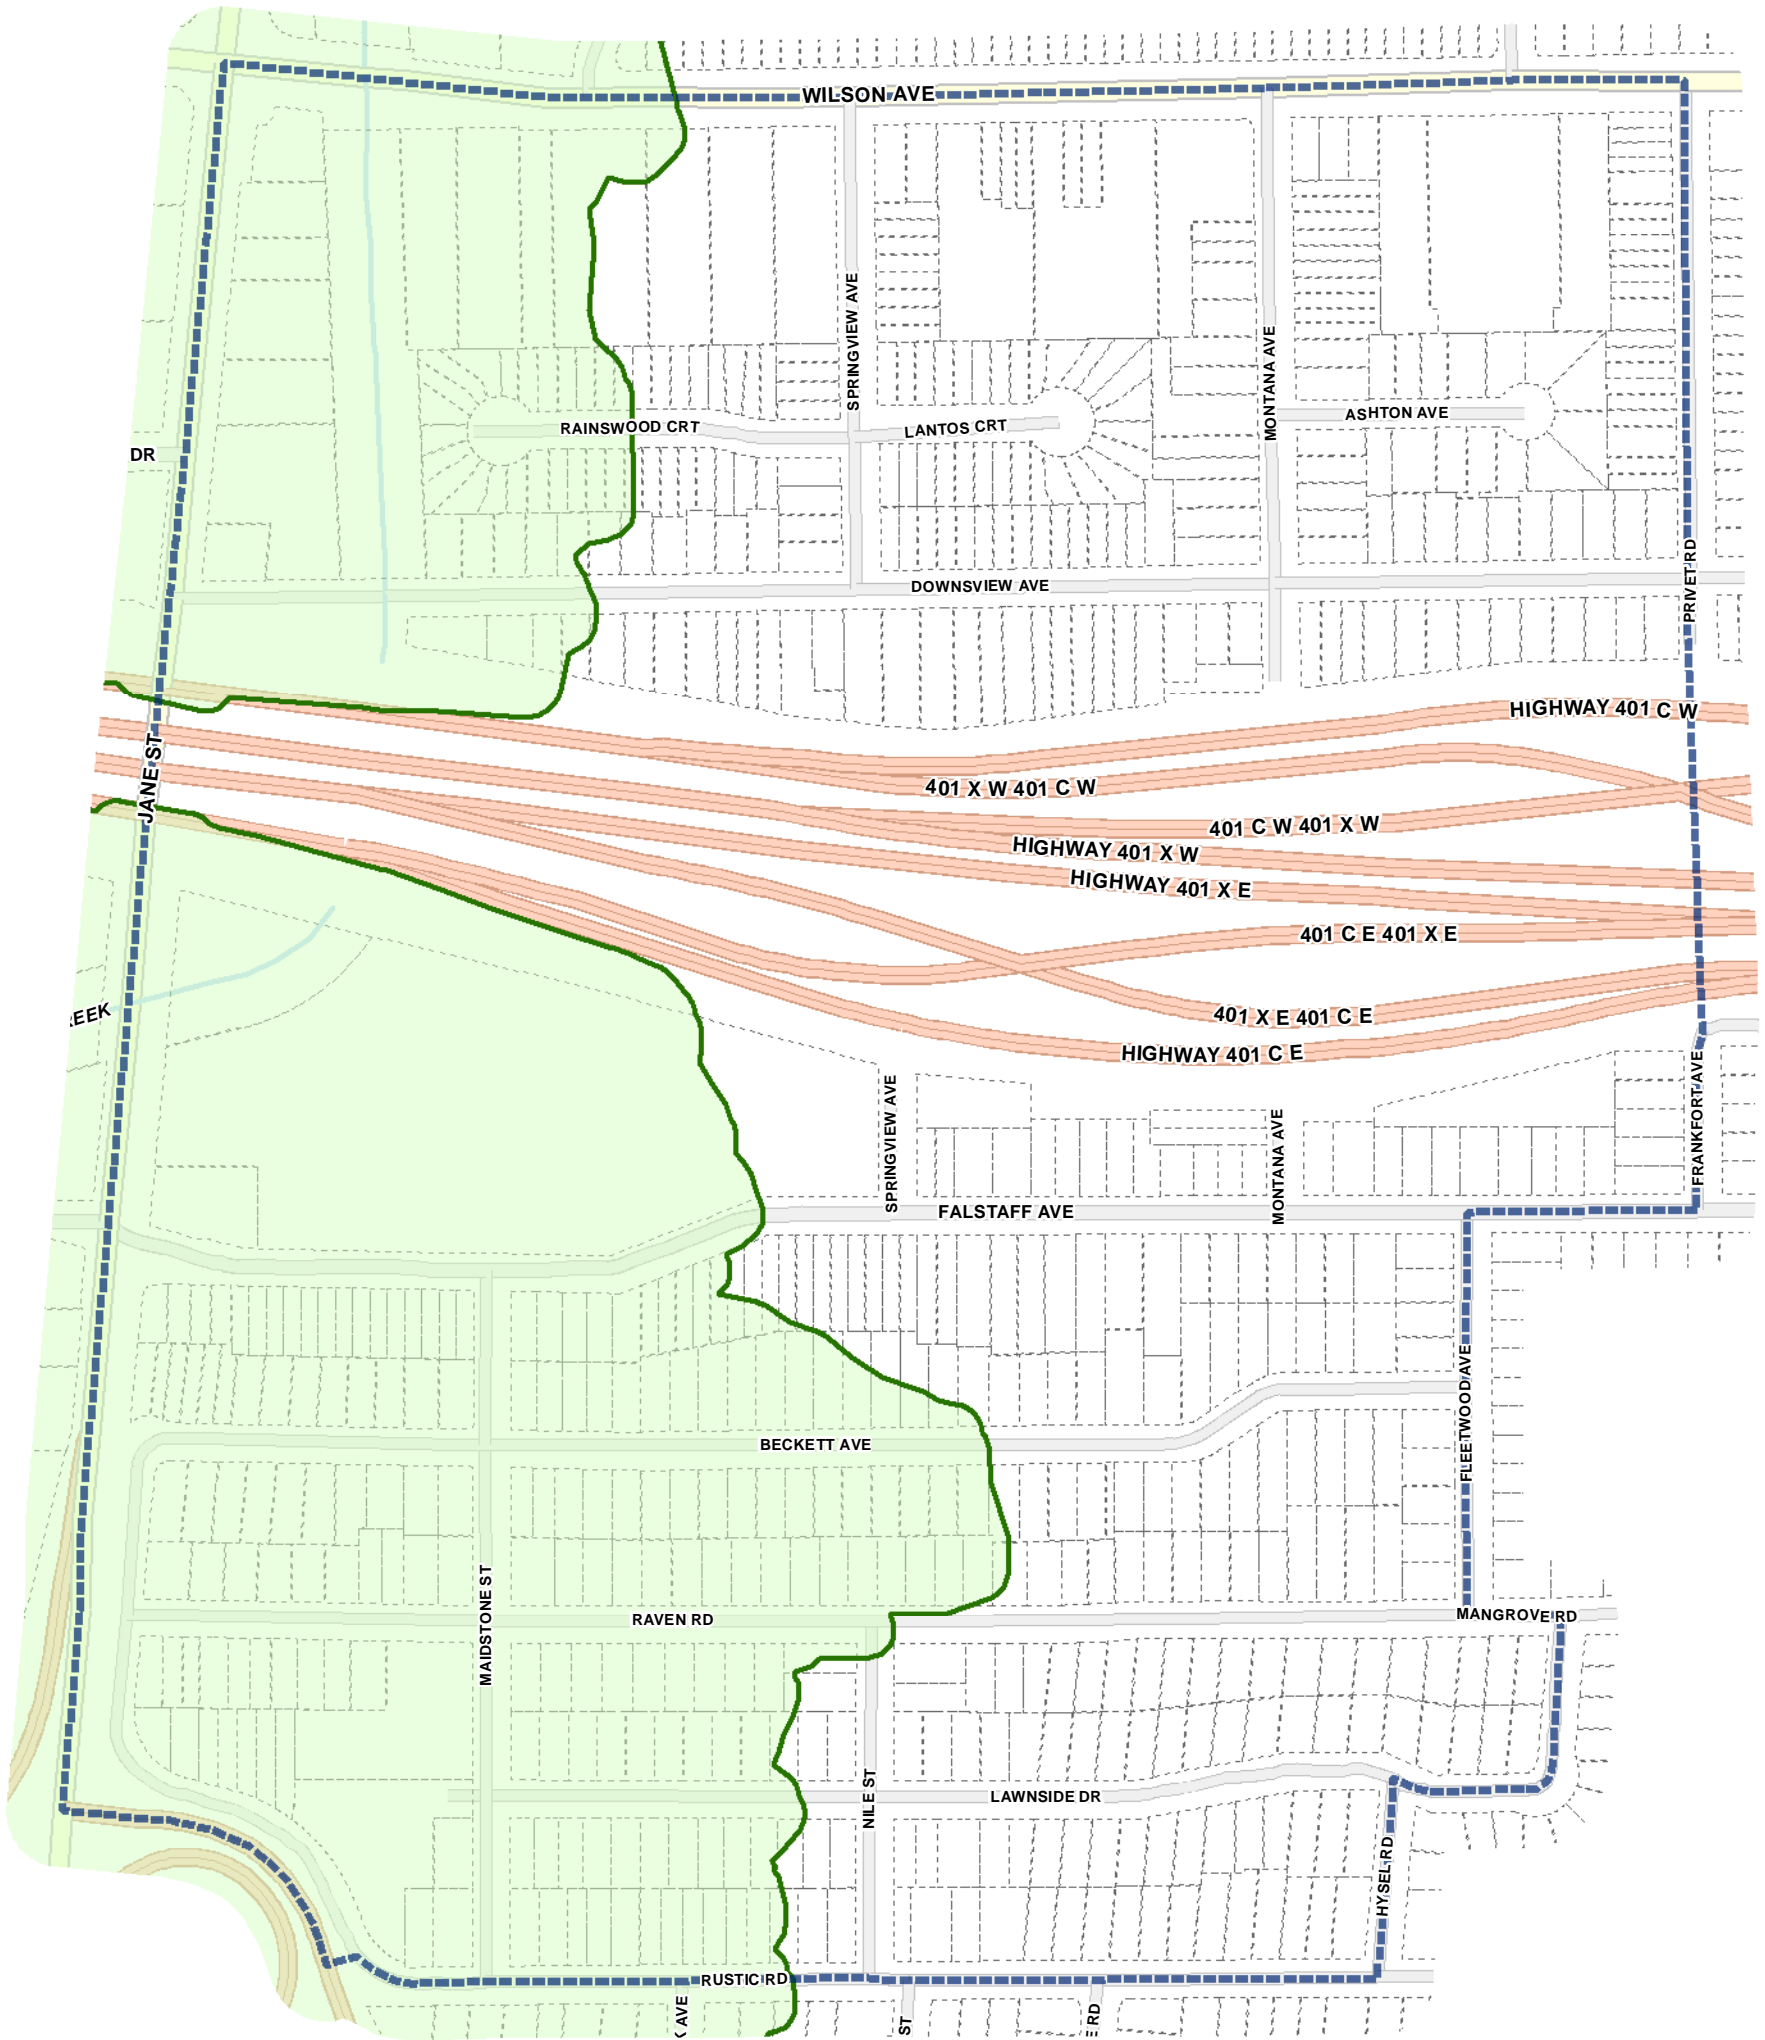 WILSON AVE
SPRINGVIEW AVE
MONTANA AVE
RAINSWOOD CRT
LANTOS CRT
ASHTON AVE
DR
DOWNSVIEW AVE
PRIVET RD
HIGHWAY 401 C W
JANE ST
401 X W 401 C W
401 C W 401 X W
HIGHWAY 401 X W
HIGHWAY 401 X E
401 C E 401 X E
REEK
401 X E 401 C E
HIGHWAY 401 C E
SPRINGVIEW AVE
MONTANA AVE
FRANKFORT AVE
FALSTAFF AVE
FLEETWOOD AVE
BECKETT AVE
MAIDSTONE ST
RAVEN RD
MANGROVE RD
NILE ST
LAWNSIDE DR
HYSEL RD
RUSTIC RD
AVE
ST
RD